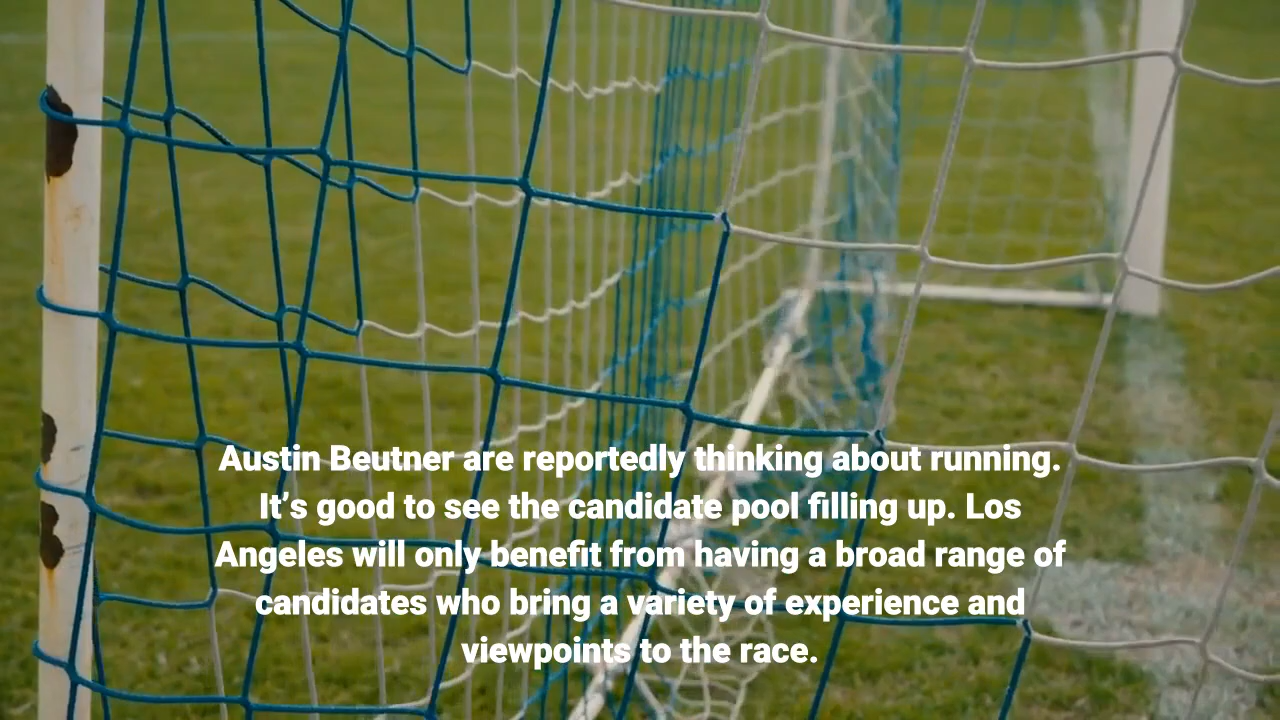 Austin Beutner are reportedly thinking about running.
It’s good to see the candidate pool filling up. Los
Angeles will only benefit from having a broad range of
candidates who bring a variety of experience and
viewpoints to the race.